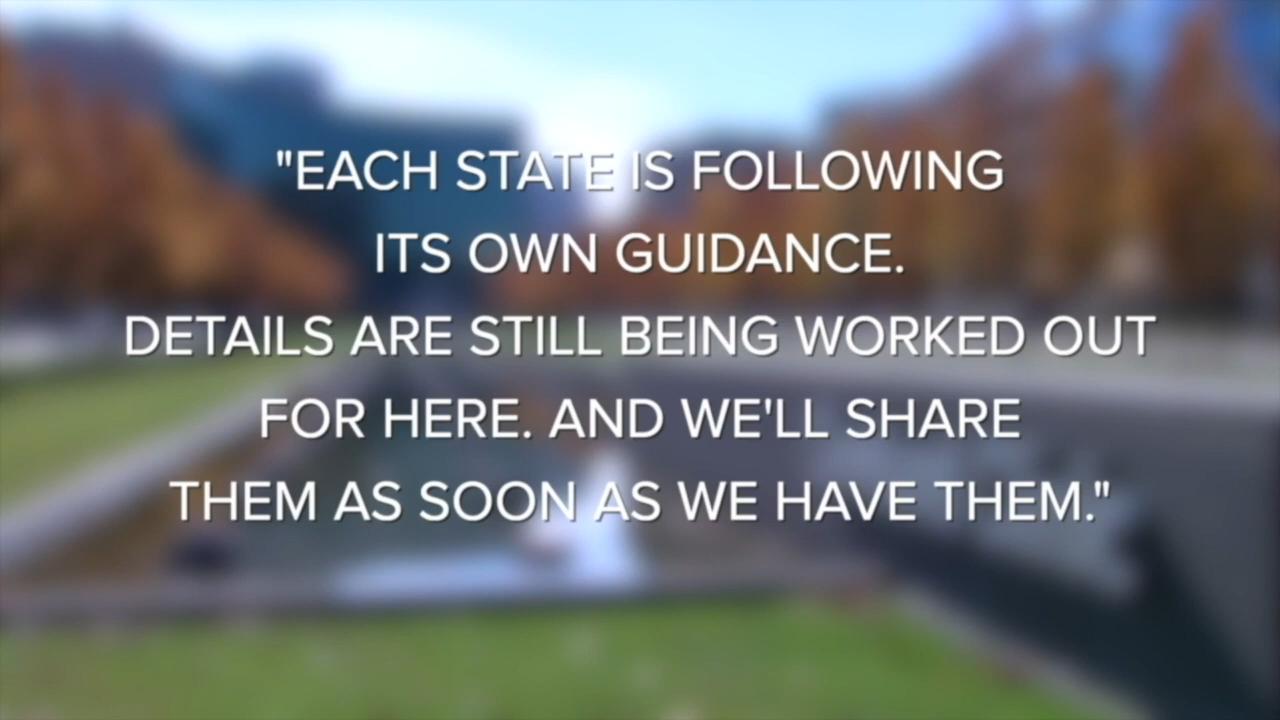 "EACH STATE IS FOLLOWING
ITS OWN GUIDANCE.
DETAILS ARE STILL BEING WORKED OUT
FOR HERE. AND WE'LL SHARE
THEM AS SOON AS WE HAVE THEM."